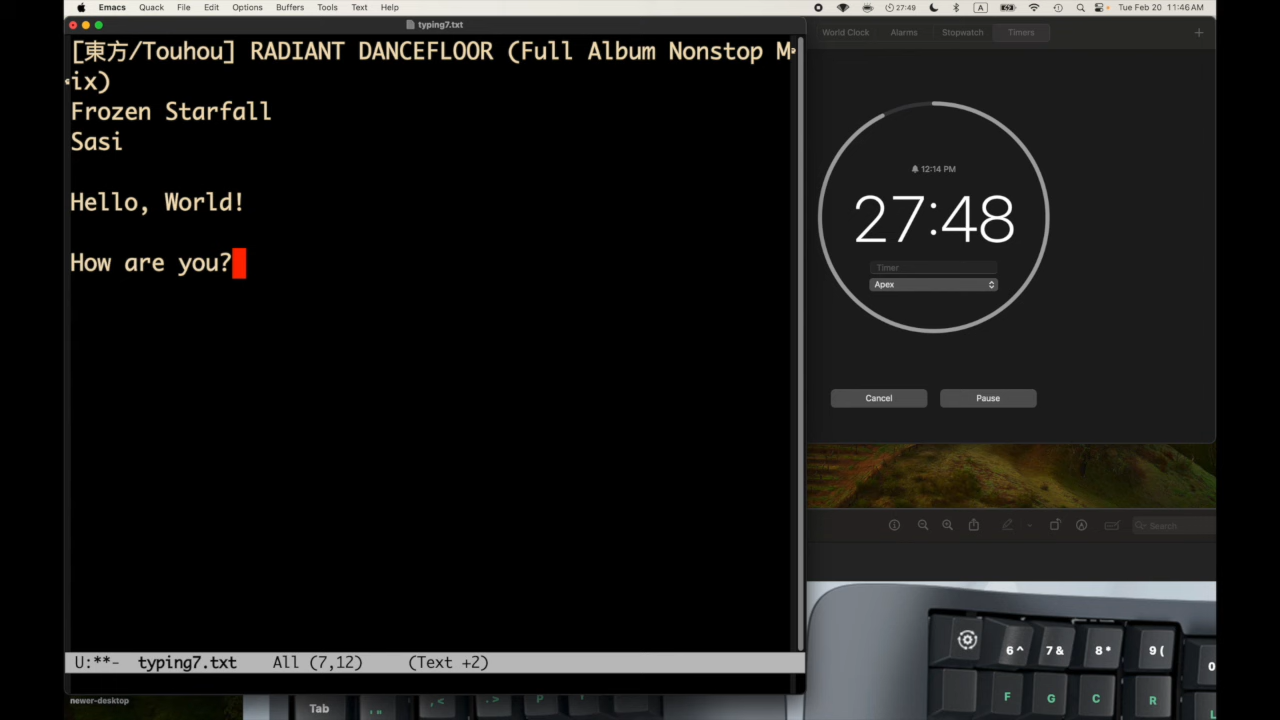 Emacs Quack File Edit Options Buffers Tools Text Help
27:49 A Tue Feb 20 11:46 AM
typing7.txt
[東方/Touhou] RADIANT DANCEFLOOR (Full Album Nonstop M
ix)
Frozen Starfall
Sasi
Hello, World!
How are you?
U:**- typing7.txt All (7,12) (Text +2)
World Clock Alarms Stopwatch Timers
12:14 PM
27:48
Timer
Apex
Cancel Pause
Search
6 ^ 7 & 8 * 9 ( 0
F G C R L
newer-desktop
Tab , < . > P Y